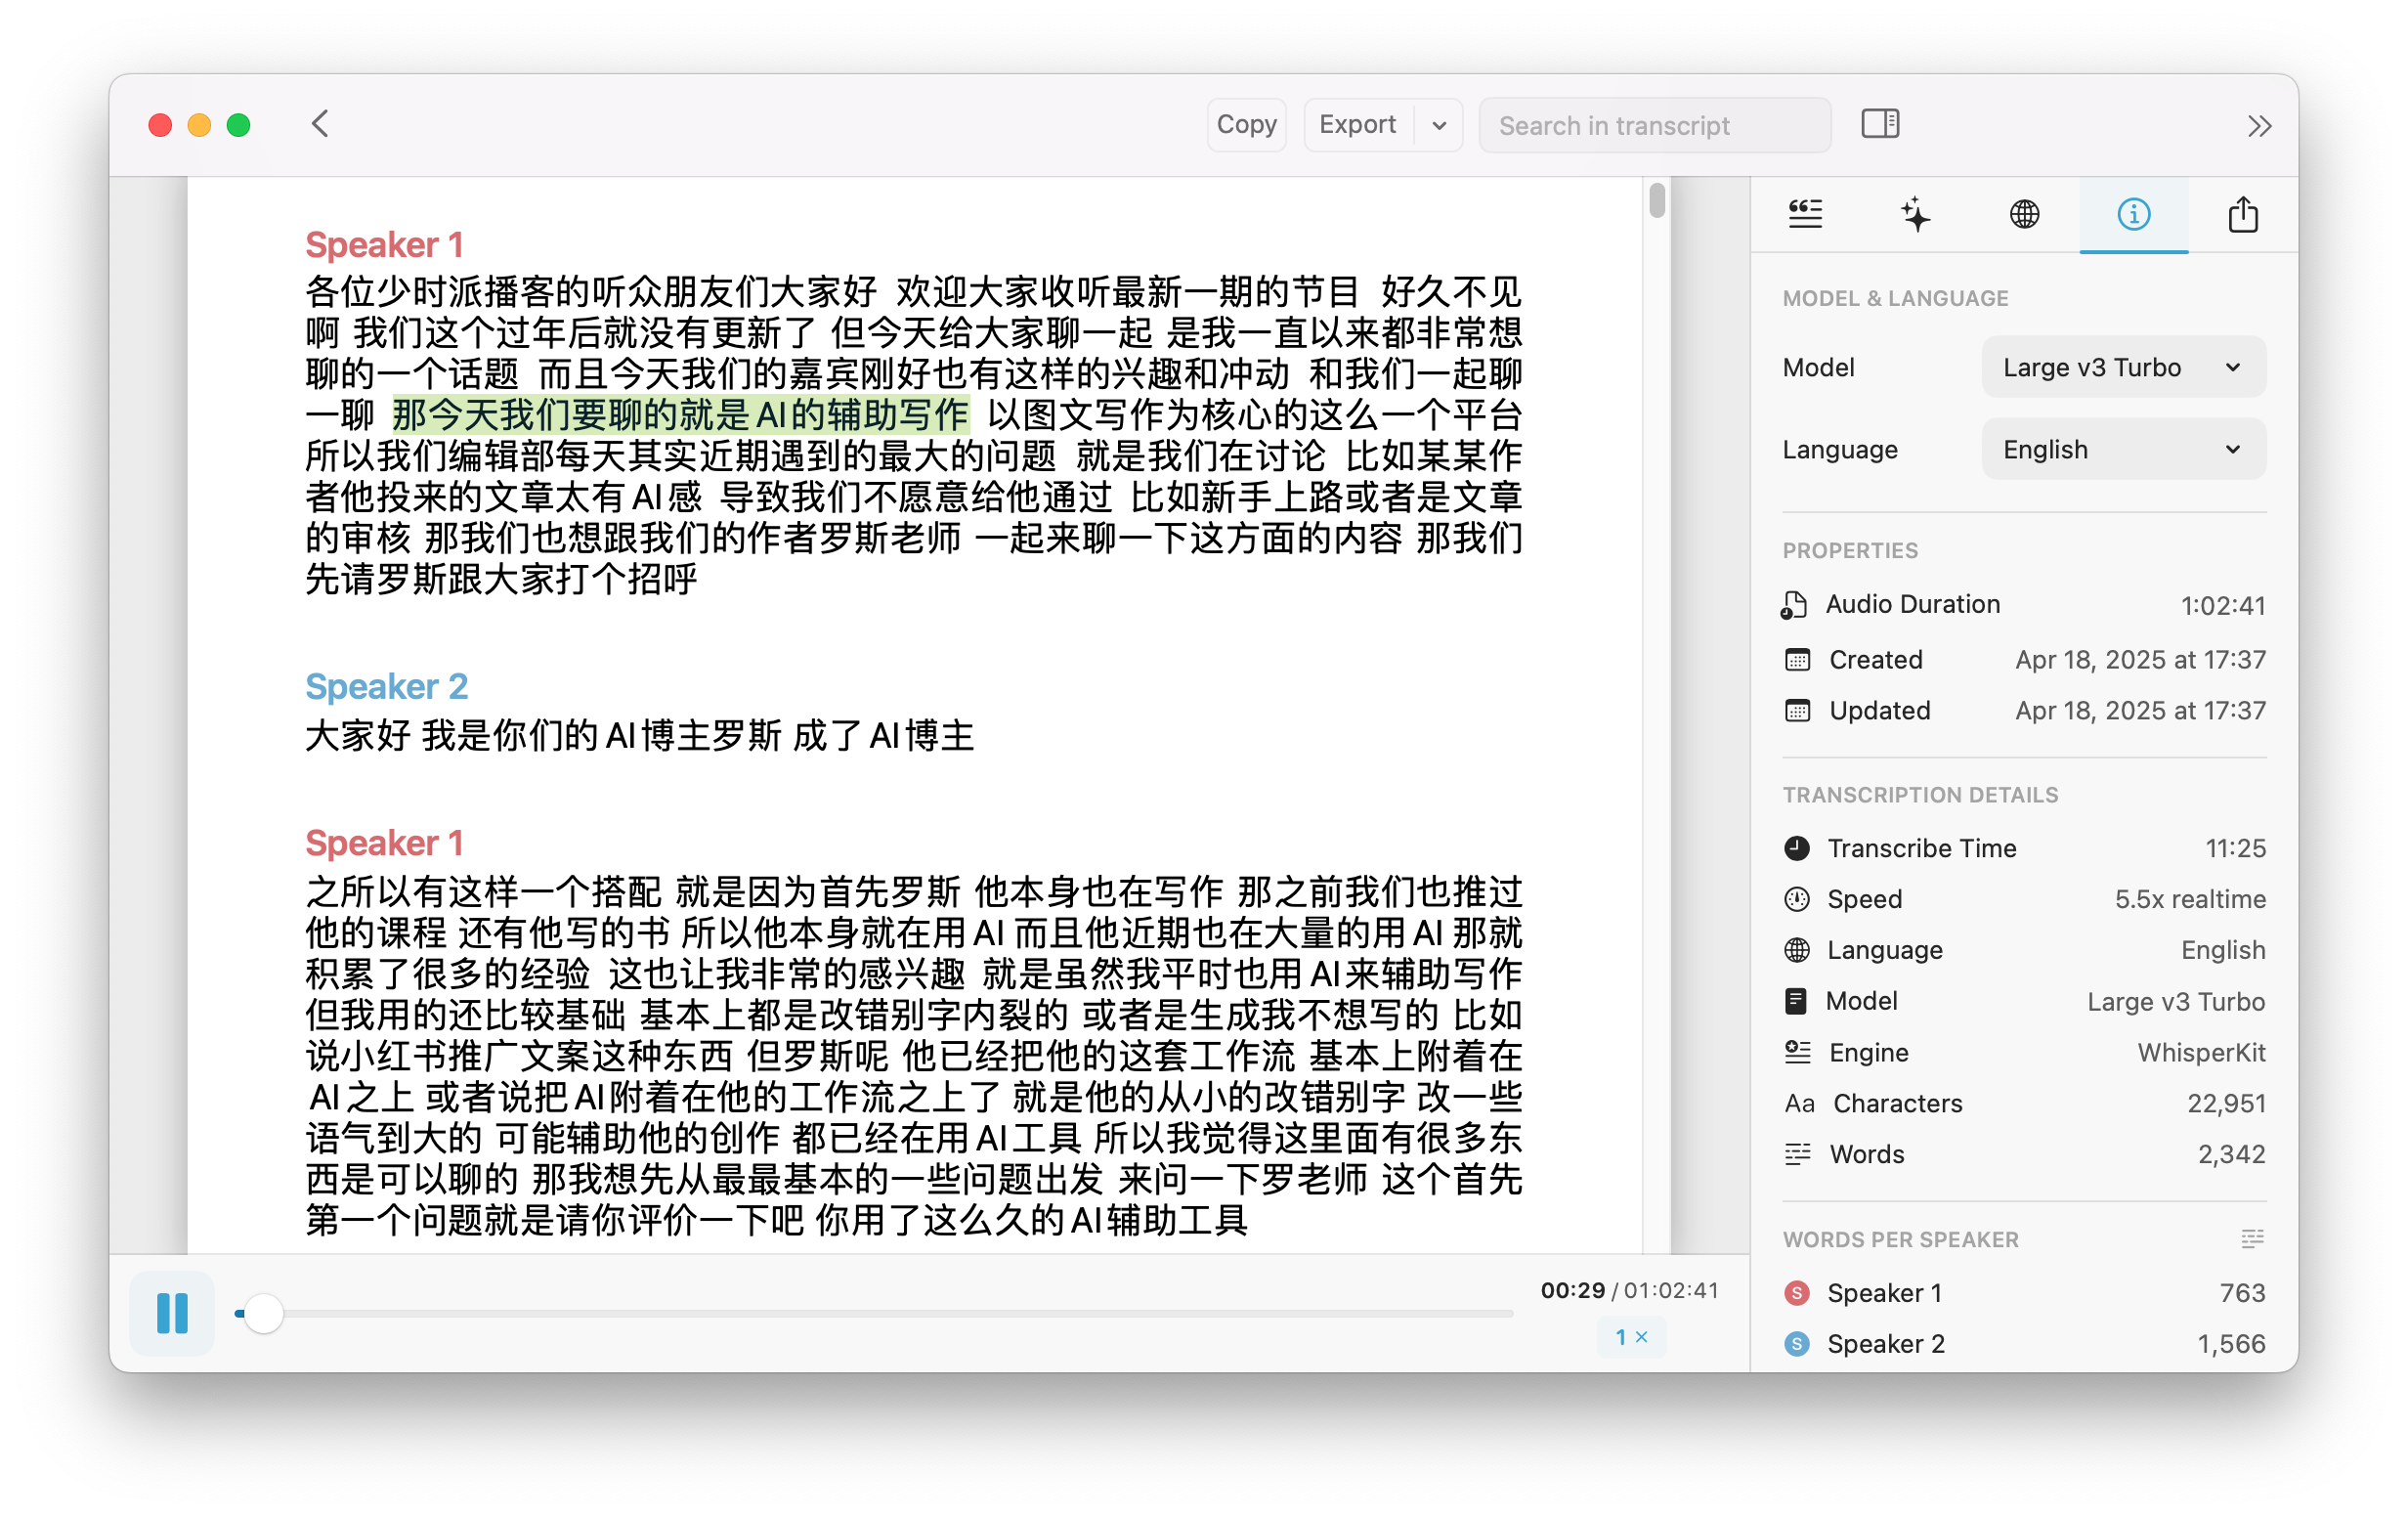 Copy
Export
Search in transcript
Speaker 1
各位少时派播客的听众朋友们大家好 欢迎大家收听最新一期的节目 好久不见
啊 我们这个过年后就没有更新了 但今天给大家聊一起 是我一直以来都非常想
聊的一个话题 而且今天我们的嘉宾刚好也有这样的兴趣和冲动 和我们一起聊
一聊 那今天我们要聊的就是AI的辅助写作 以图文写作为核心的这么一个平台
所以我们编辑部每天其实近期遇到的最大的问题 就是我们在讨论 比如某某作
者他投来的文章太有AI感 导致我们不愿意给他通过 比如新手上路或者是文章
的审核 那我们也想跟我们的作者罗斯老师 一起来聊一下这方面的内容 那我们
先请罗斯跟大家打个招呼
Speaker 2
大家好 我是你们的AI博主罗斯 成了AI博主
Speaker 1
之所以有这样一个搭配 就是因为首先罗斯 他本身也在写作 那之前我们也推过
他的课程 还有他写的书 所以他本身就在用AI 而且他近期也在大量的用AI 那就
积累了很多的经验 这也让我非常的感兴趣 就是虽然我平时也用AI来辅助写作
但我用的还比较基础 基本上都是改错别字内裂的 或者是生成我不想写的 比如
说小红书推广文案这种东西 但罗斯呢 他已经把他的这套工作流 基本上附着在
AI之上 或者说把AI附着在他的工作流之上了 就是他的从小的改错别字 改一些
语气到大的 可能辅助他的创作 都已经在用AI工具 所以我觉得这里面有很多东
西是可以聊的 那我想先从最最基本的一些问题出发 来问一下罗老师 这个首先
第一个问题就是请你评价一下吧 你用了这么久的AI辅助工具
00:29 / 01:02:41
1 ×
MODEL & LANGUAGE
Model Large v3 Turbo
Language English
PROPERTIES
Audio Duration 1:02:41
Created Apr 18, 2025 at 17:37
Updated Apr 18, 2025 at 17:37
TRANSCRIPTION DETAILS
Transcribe Time 11:25
Speed 5.5x realtime
Language English
Model Large v3 Turbo
Engine WhisperKit
Aa Characters 22,951
Words 2,342
WORDS PER SPEAKER
S Speaker 1 763
S Speaker 2 1,566